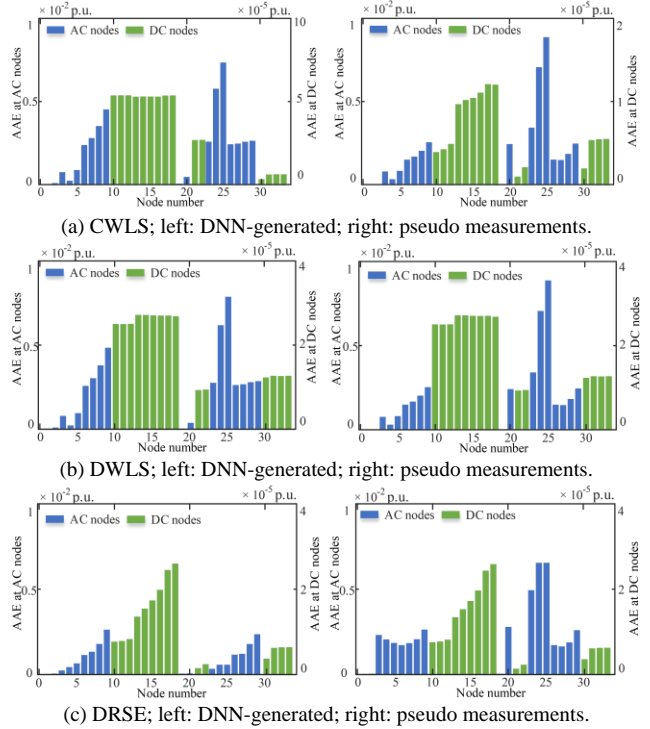 × 10⁻² p.u. × 10⁻⁵ p.u. × 10⁻² p.u. × 10⁻⁵ p.u.
1 10 1 2
AC nodes DC nodes AC nodes DC nodes
AAE at AC nodes AAE at DC nodes AAE at AC nodes AAE at DC nodes
0.5 5 0.5 1
0 0 0 0
0 5 10 15 20 25 30 0 5 10 15 20 25 30
Node number Node number
(a) CWLS; left: DNN-generated; right: pseudo measurements.
× 10⁻² p.u. × 10⁻⁵ p.u. × 10⁻² p.u. × 10⁻⁵ p.u.
1 4 1 4
AC nodes DC nodes AC nodes DC nodes
AAE at AC nodes AAE at DC nodes AAE at AC nodes AAE at DC nodes
0.5 2 0.5 2
0 0 0 0
0 5 10 15 20 25 30 0 5 10 15 20 25 30
Node number Node number
(b) DWLS; left: DNN-generated; right: pseudo measurements.
× 10⁻² p.u. × 10⁻⁵ p.u. × 10⁻² p.u. × 10⁻⁵ p.u.
1 4 1 4
AC nodes DC nodes AC nodes DC nodes
AAE at AC nodes AAE at DC nodes AAE at AC nodes AAE at DC nodes
0.5 2 0.5 2
0 0 0 0
0 5 10 15 20 25 30 0 5 10 15 20 25 30
Node number Node number
(c) DRSE; left: DNN-generated; right: pseudo measurements.